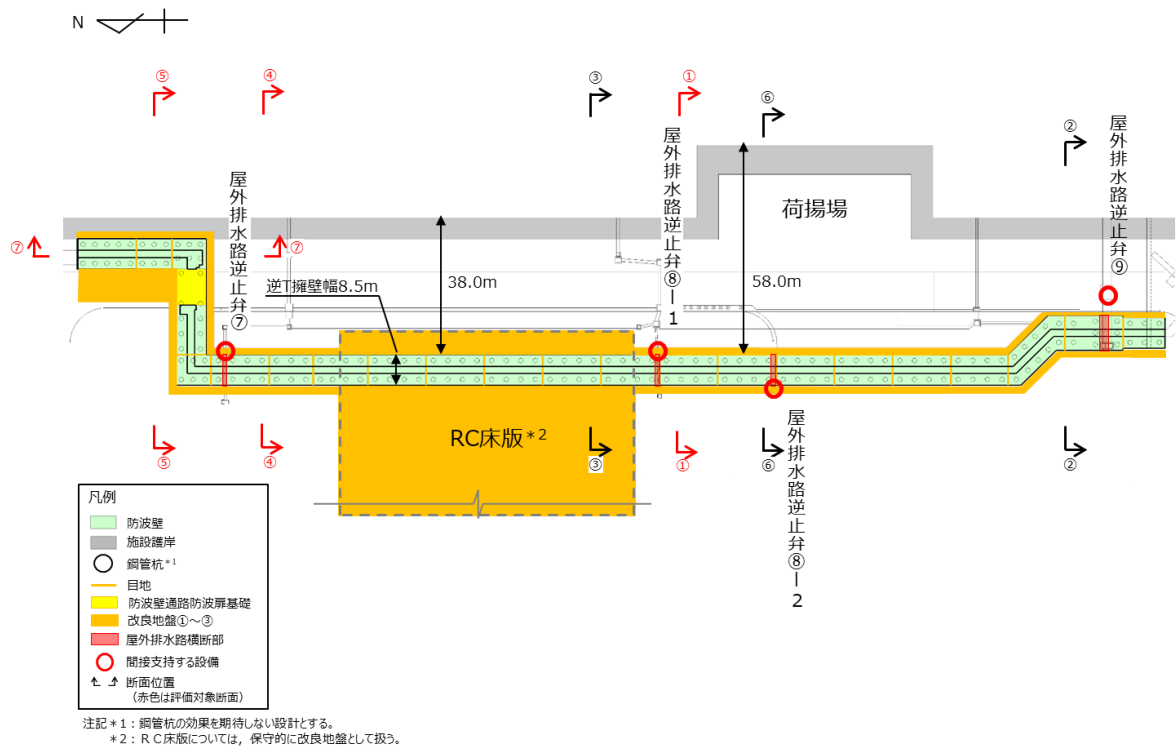 N
⑤
④
③
①
⑥
②
屋外排水路逆止弁⑦
屋外排水路逆止弁⑧ー1
屋外排水路逆止弁⑨
荷揚場
⑦
⑦
逆T擁壁幅8.5m
38.0m
58.0m
RC床版*2
⑤
④
③
①
⑥
②
屋外排水路逆止弁⑧ー2
凡例
防波壁
施設護岸
鋼管杭*1
目地
防波壁通路防波扉基礎
改良地盤①～③
屋外排水路横断部
間接支持する設備
断面位置
（赤色は評価対象断面）
注記*1：鋼管杭の効果を期待しない設計とする。
*2：ＲＣ床版については，保守的に改良地盤として扱う。